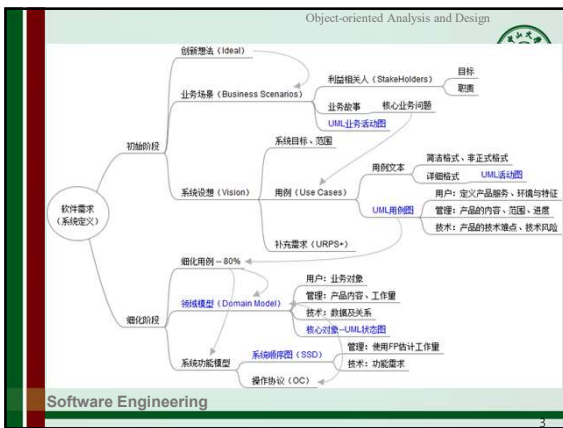 Object-oriented Analysis and Design
创新想法（Ideal）
业务场景（Business Scenarios）
利益相关人（StakeHolders）
目标
职责
业务故事
核心业务问题
UML业务活动图
初始阶段
系统设想（Vision）
系统目标、范围
用例（Use Cases）
用例文本
简洁格式、非正式格式
详细格式
UML活动图
UML用例图
用户：定义产品服务、环境与特征
管理：产品的内容、范围、进度
技术：产品的技术难点、技术风险
补充需求（URPS+）
软件需求
（系统定义）
细化阶段
细化用例－80%
领域模型（Domain Model）
用户：业务对象
管理：产品内容、工作量
技术：数据及关系
核心对象--UML状态图
系统功能模型
系统顺序图（SSD）
管理：使用FP估计工作量
技术：功能需求
操作协议（OC）
Software Engineering
3